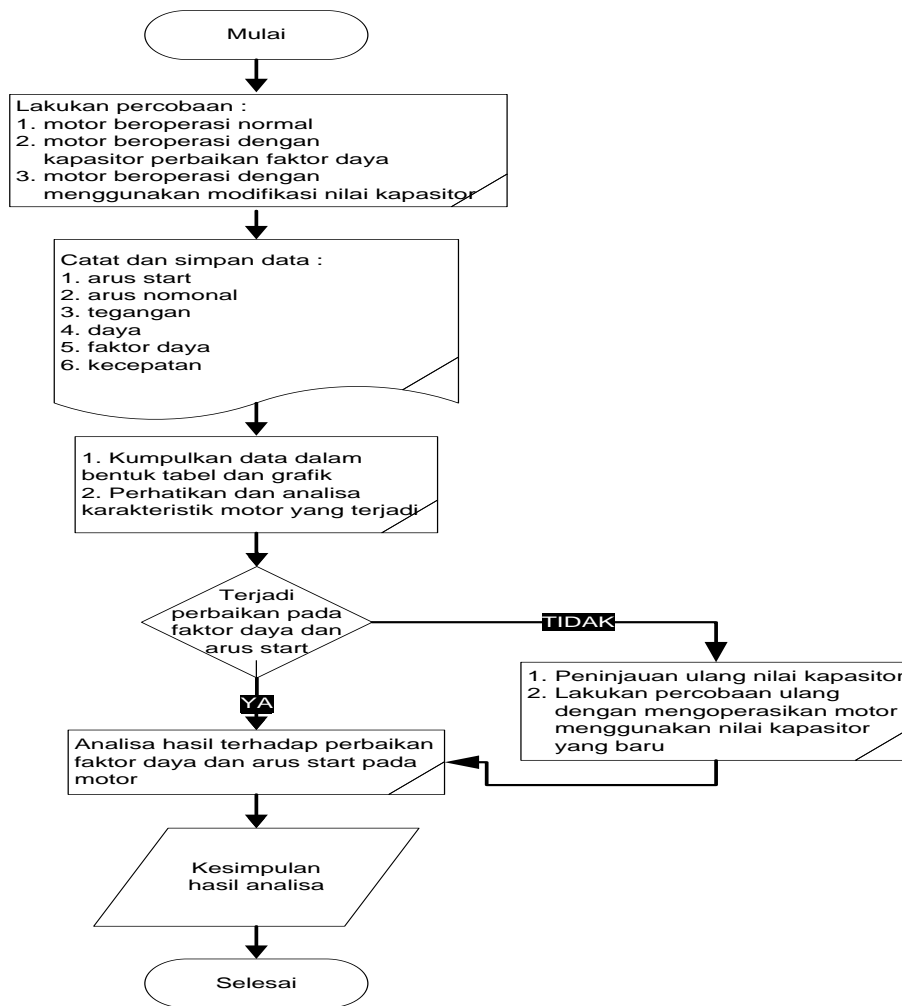 Mulai
Lakukan percobaan :
1. motor beroperasi normal
2. motor beroperasi dengan
kapasitor perbaikan faktor daya
3. motor beroperasi dengan
menggunakan modifikasi nilai kapasitor
Catat dan simpan data :
1. arus start
2. arus nomonal
3. tegangan
4. daya
5. faktor daya
6. kecepatan
1. Kumpulkan data dalam
bentuk tabel dan grafik
2. Perhatikan dan analisa
karakteristik motor yang terjadi
Terjadi
perbaikan pada
faktor daya dan
arus start
TIDAK
YA
1. Peninjauan ulang nilai kapasitor
2. Lakukan percobaan ulang
dengan mengoperasikan motor
menggunakan nilai kapasitor
yang baru
Analisa hasil terhadap perbaikan
faktor daya dan arus start pada
motor
Kesimpulan
hasil analisa
Selesai